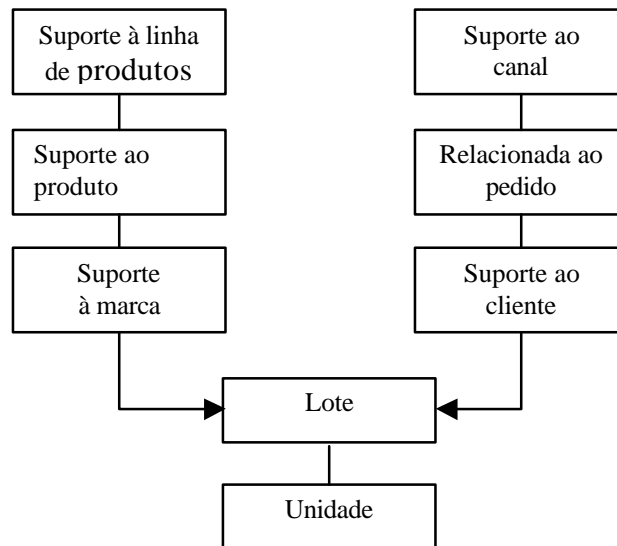 Suporte à linha
de produtos
Suporte ao
canal
Suporte ao
produto
Relacionada ao
pedido
Suporte
à marca
Suporte ao
cliente
Lote
Unidade